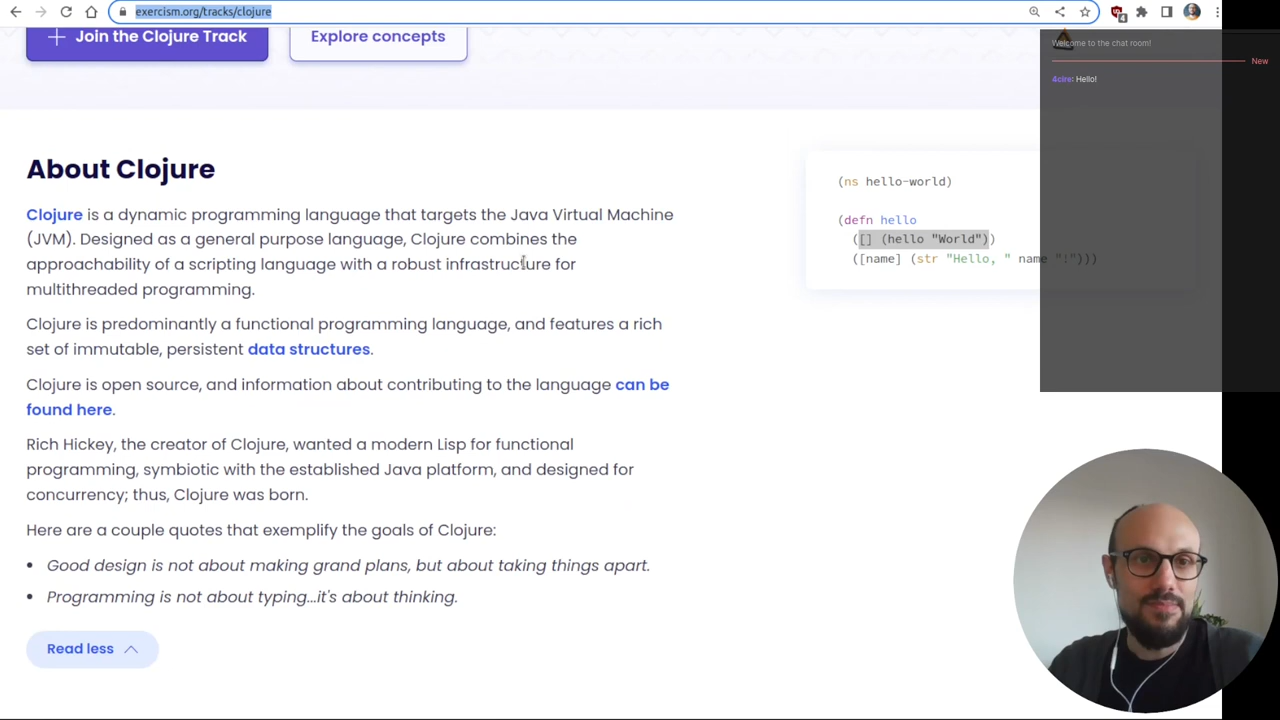 exercism.org/tracks/clojure
4
Join the Clojure Track
Explore concepts
Welcome to the chat room!
New
4cire: Hello!
About Clojure
Clojure is a dynamic programming language that targets the Java Virtual Machine
(JVM). Designed as a general purpose language, Clojure combines the
approachability of a scripting language with a robust infrastructure for
multithreaded programming.
Clojure is predominantly a functional programming language, and features a rich
set of immutable, persistent data structures.
Clojure is open source, and information about contributing to the language can be
found here.
Rich Hickey, the creator of Clojure, wanted a modern Lisp for functional
programming, symbiotic with the established Java platform, and designed for
concurrency; thus, Clojure was born.
Here are a couple quotes that exemplify the goals of Clojure:
• Good design is not about making grand plans, but about taking things apart.
• Programming is not about typing...it's about thinking.
Read less
(ns hello-world)
(defn hello
([] (hello "World"))
([name] (str "Hello, " name "!")))